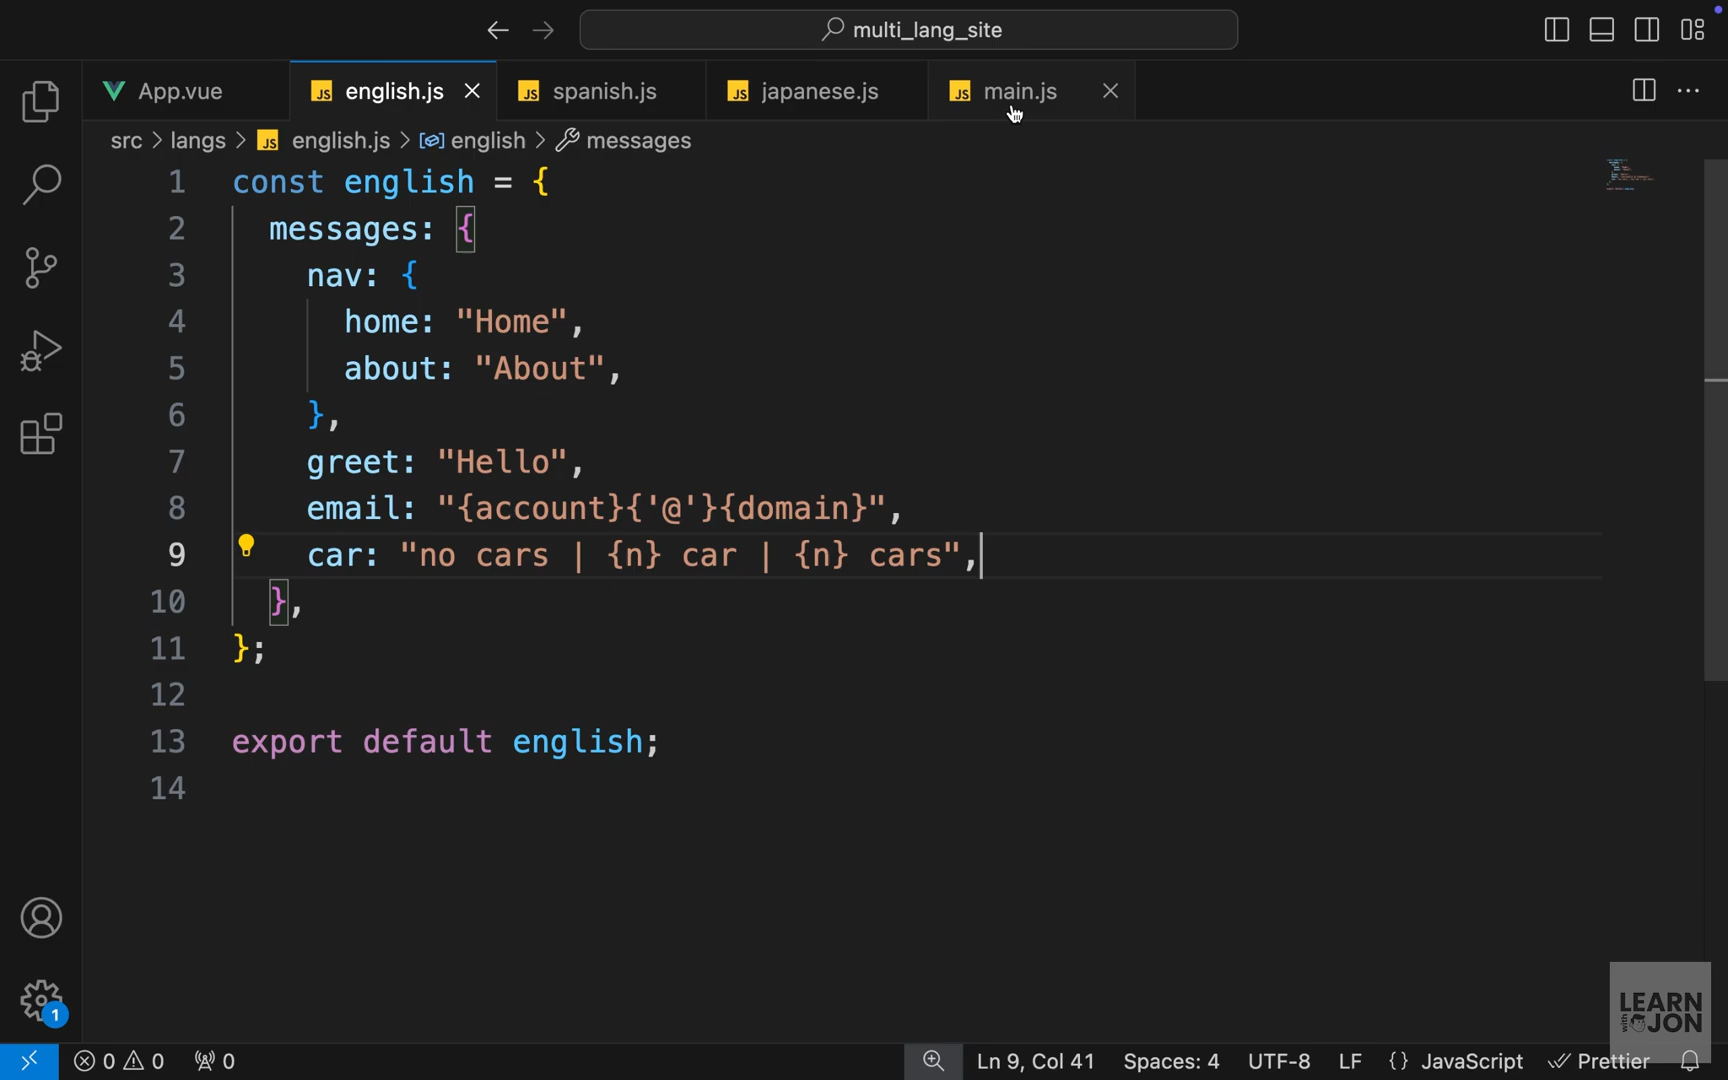 multi_lang_site
App.vue
JS english.js
JS spanish.js
JS japanese.js
JS main.js
src > langs > JS english.js > english > messages
1 const english = {
2 messages: {
3 nav: {
4 home: "Home",
5 about: "About",
6 },
7 greet: "Hello",
8 email: "{account}{'@'}{domain}",
9 car: "no cars | {n} car | {n} cars",
10 },
11 };
12
13 export default english;
14
1
LEARN
with JON
0 0 0 Ln 9, Col 41 Spaces: 4 UTF-8 LF {} JavaScript Prettier